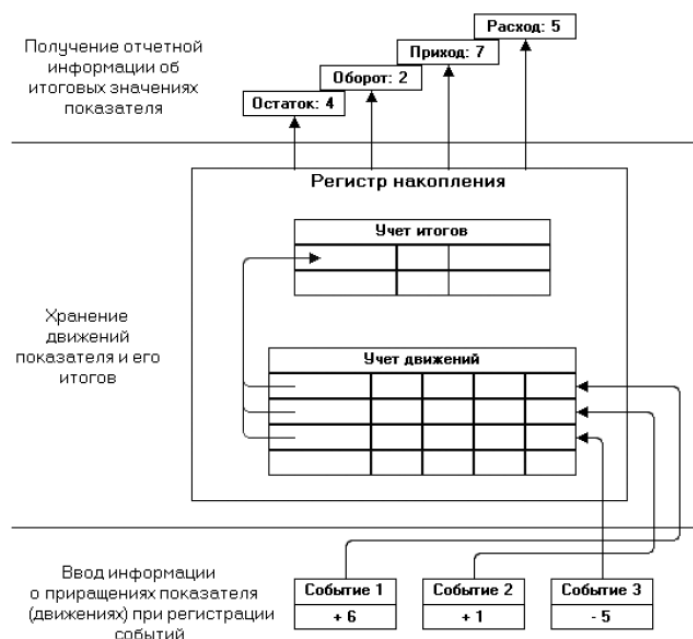 Получение отчетной
информации об
итоговых значениях
показателя
Расход: 5
Приход: 7
Оборот: 2
Остаток: 4
Регистр накопления
Учет итогов
Хранение
движений
показателя и его
итогов
Учет движений
Ввод информации
о приращениях показателя
(движениях) при регистрации
событий
Событие 1
+ 6
Событие 2
+ 1
Событие 3
- 5